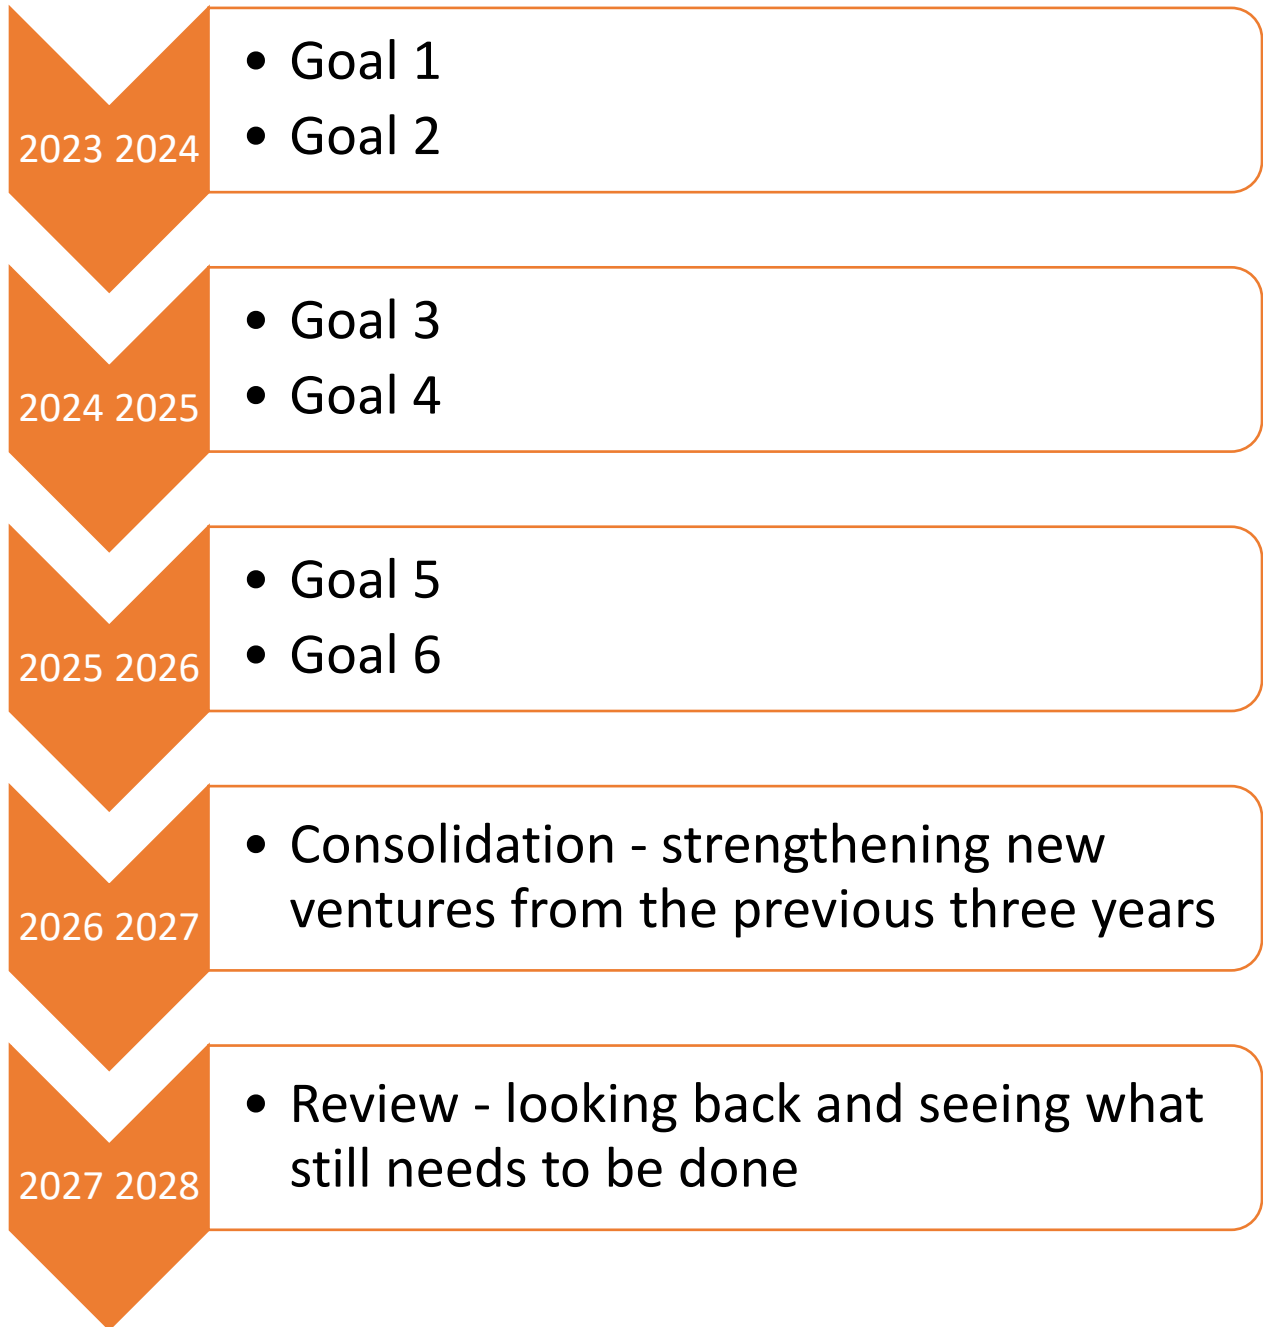 2023 2024
• Goal 1
• Goal 2
2024 2025
• Goal 3
• Goal 4
2025 2026
• Goal 5
• Goal 6
2026 2027
• Consolidation - strengthening new
ventures from the previous three years
2027 2028
• Review - looking back and seeing what
still needs to be done